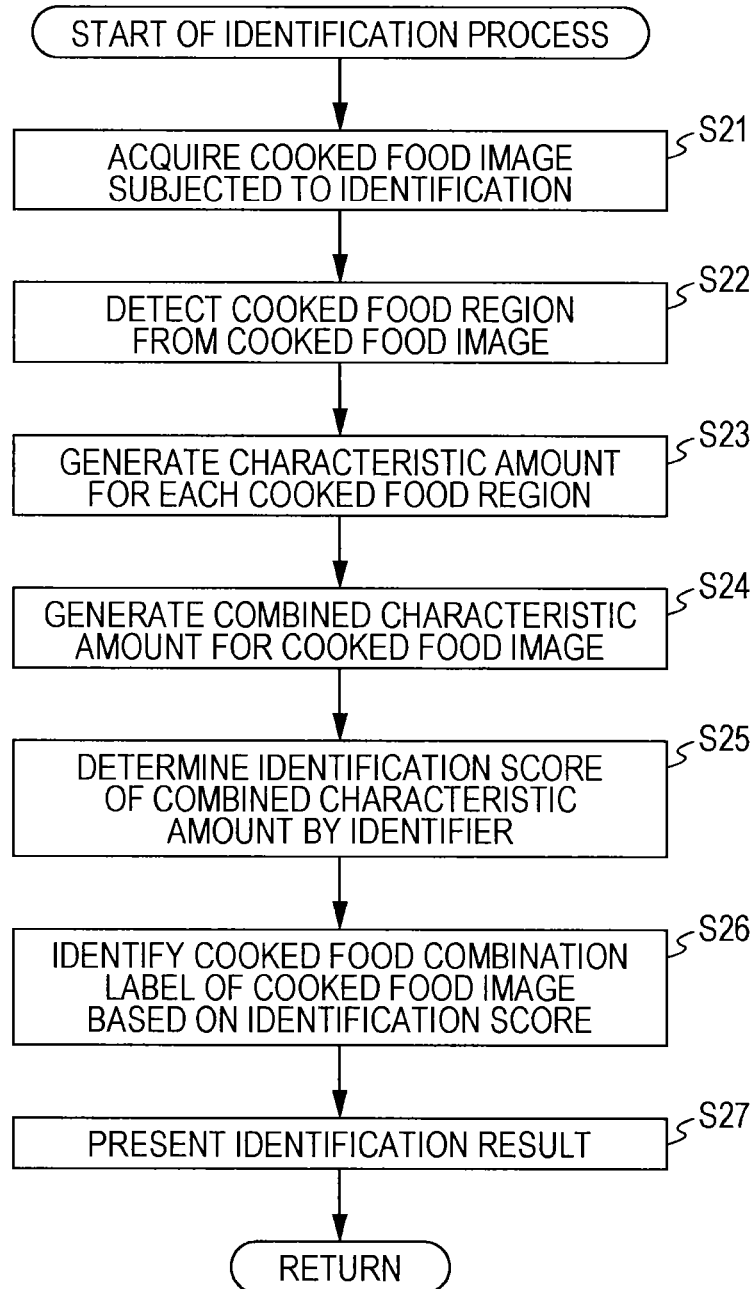 START OF IDENTIFICATION PROCESS
S21
ACQUIRE COOKED FOOD IMAGE
SUBJECTED TO IDENTIFICATION
S22
DETECT COOKED FOOD REGION
FROM COOKED FOOD IMAGE
S23
GENERATE CHARACTERISTIC AMOUNT
FOR EACH COOKED FOOD REGION
S24
GENERATE COMBINED CHARACTERISTIC
AMOUNT FOR COOKED FOOD IMAGE
S25
DETERMINE IDENTIFICATION SCORE
OF COMBINED CHARACTERISTIC
AMOUNT BY IDENTIFIER
S26
IDENTIFY COOKED FOOD COMBINATION
LABEL OF COOKED FOOD IMAGE
BASED ON IDENTIFICATION SCORE
S27
PRESENT IDENTIFICATION RESULT
RETURN